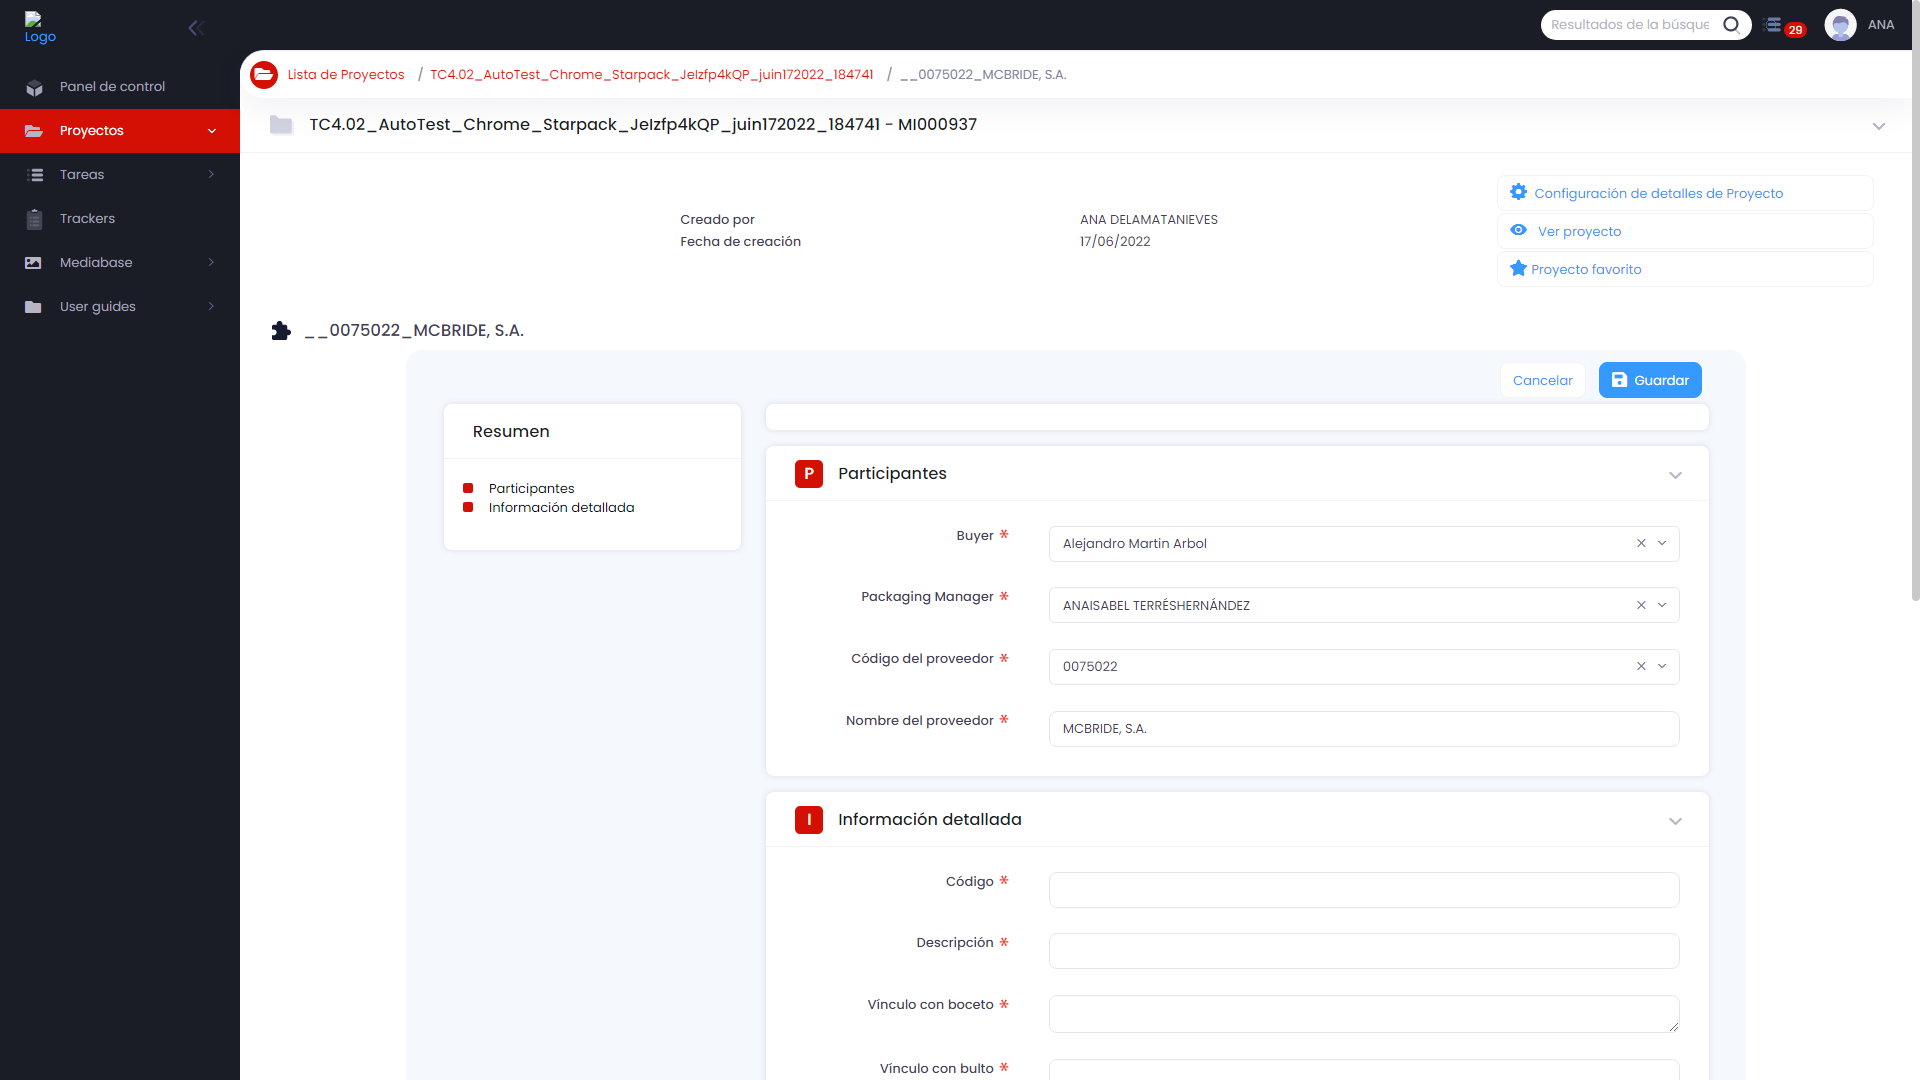 Logo
Resultados de la búsque
29
ANA
Panel de control
Proyectos
Tareas
Trackers
Mediabase
User guides
Lista de Proyectos / TC4.02_AutoTest_Chrome_Starpack_JeIzfp4kQP_juin172022_184741 / __0075022_MCBRIDE, S.A.
TC4.02_AutoTest_Chrome_Starpack_JeIzfp4kQP_juin172022_184741 - MI000937
Creado por ANA DELAMATANIEVES
Fecha de creación 17/06/2022
Configuración de detalles de Proyecto
Ver proyecto
Proyecto favorito
__0075022_MCBRIDE, S.A.
Cancelar
Guardar
Resumen
Participantes
Información detallada
P Participantes
Buyer * Alejandro Martin Arbol
Packaging Manager * ANAISABEL TERRÉSHERNÁNDEZ
Código del proveedor * 0075022
Nombre del proveedor * MCBRIDE, S.A.
I Información detallada
Código *
Descripción *
Vínculo con boceto *
Vínculo con bulto *